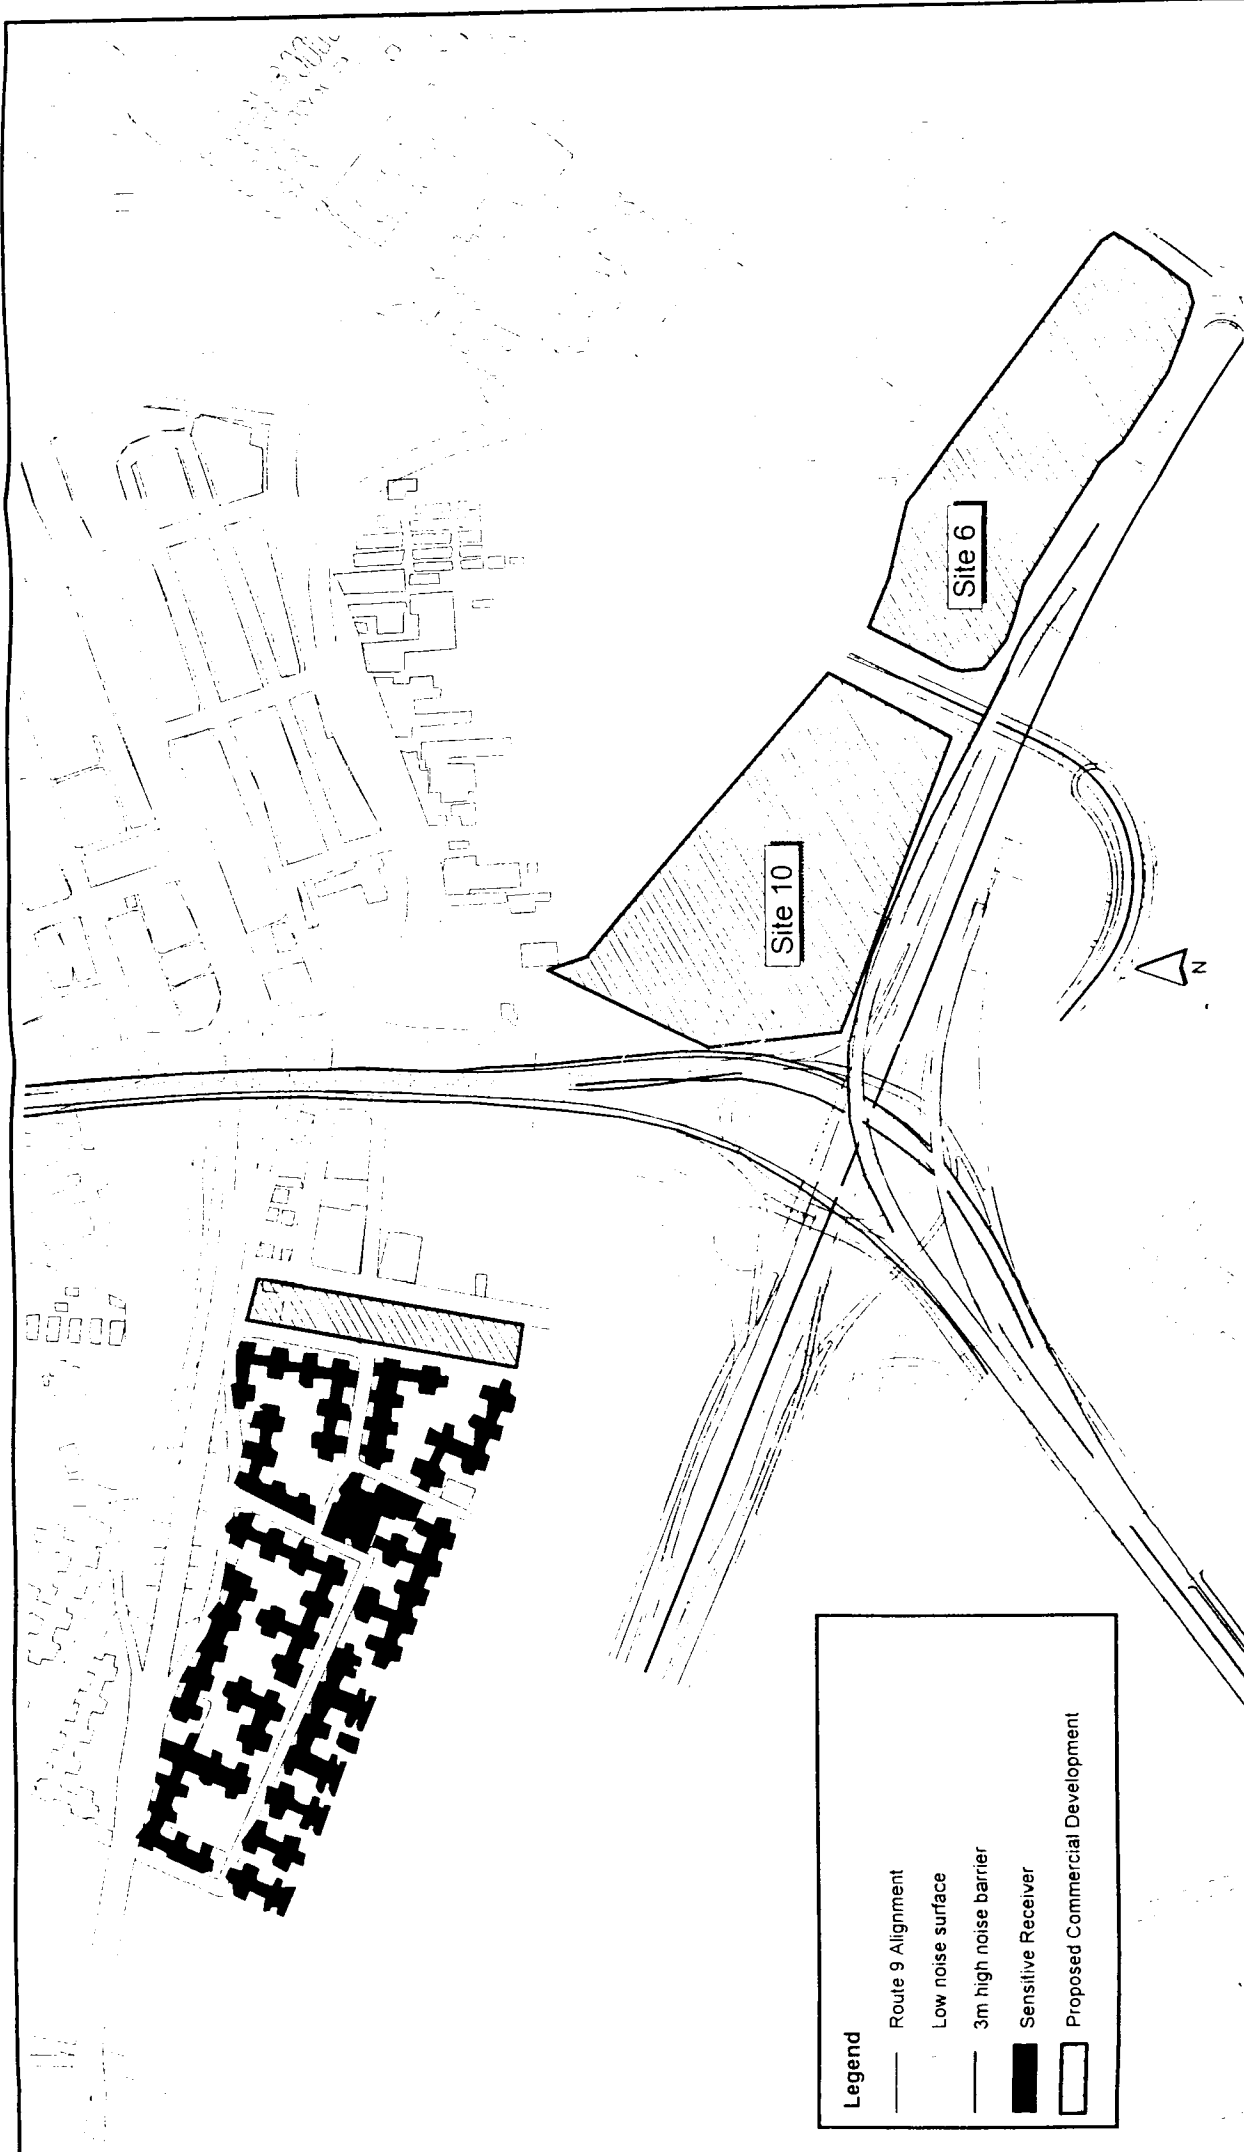 Site 6
Site 10
N
Legend
Route 9 Alignment
Low noise surface
3m high noise barrier
Sensitive Receiver
Proposed Commercial Development